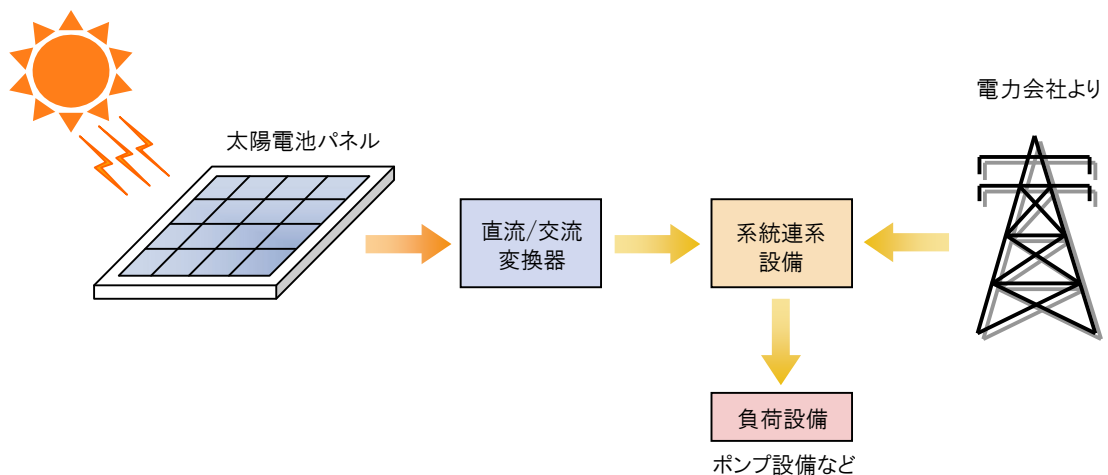 電力会社より
太陽電池パネル
直流/交流
変換器
系統連系
設備
負荷設備
ポンプ設備など